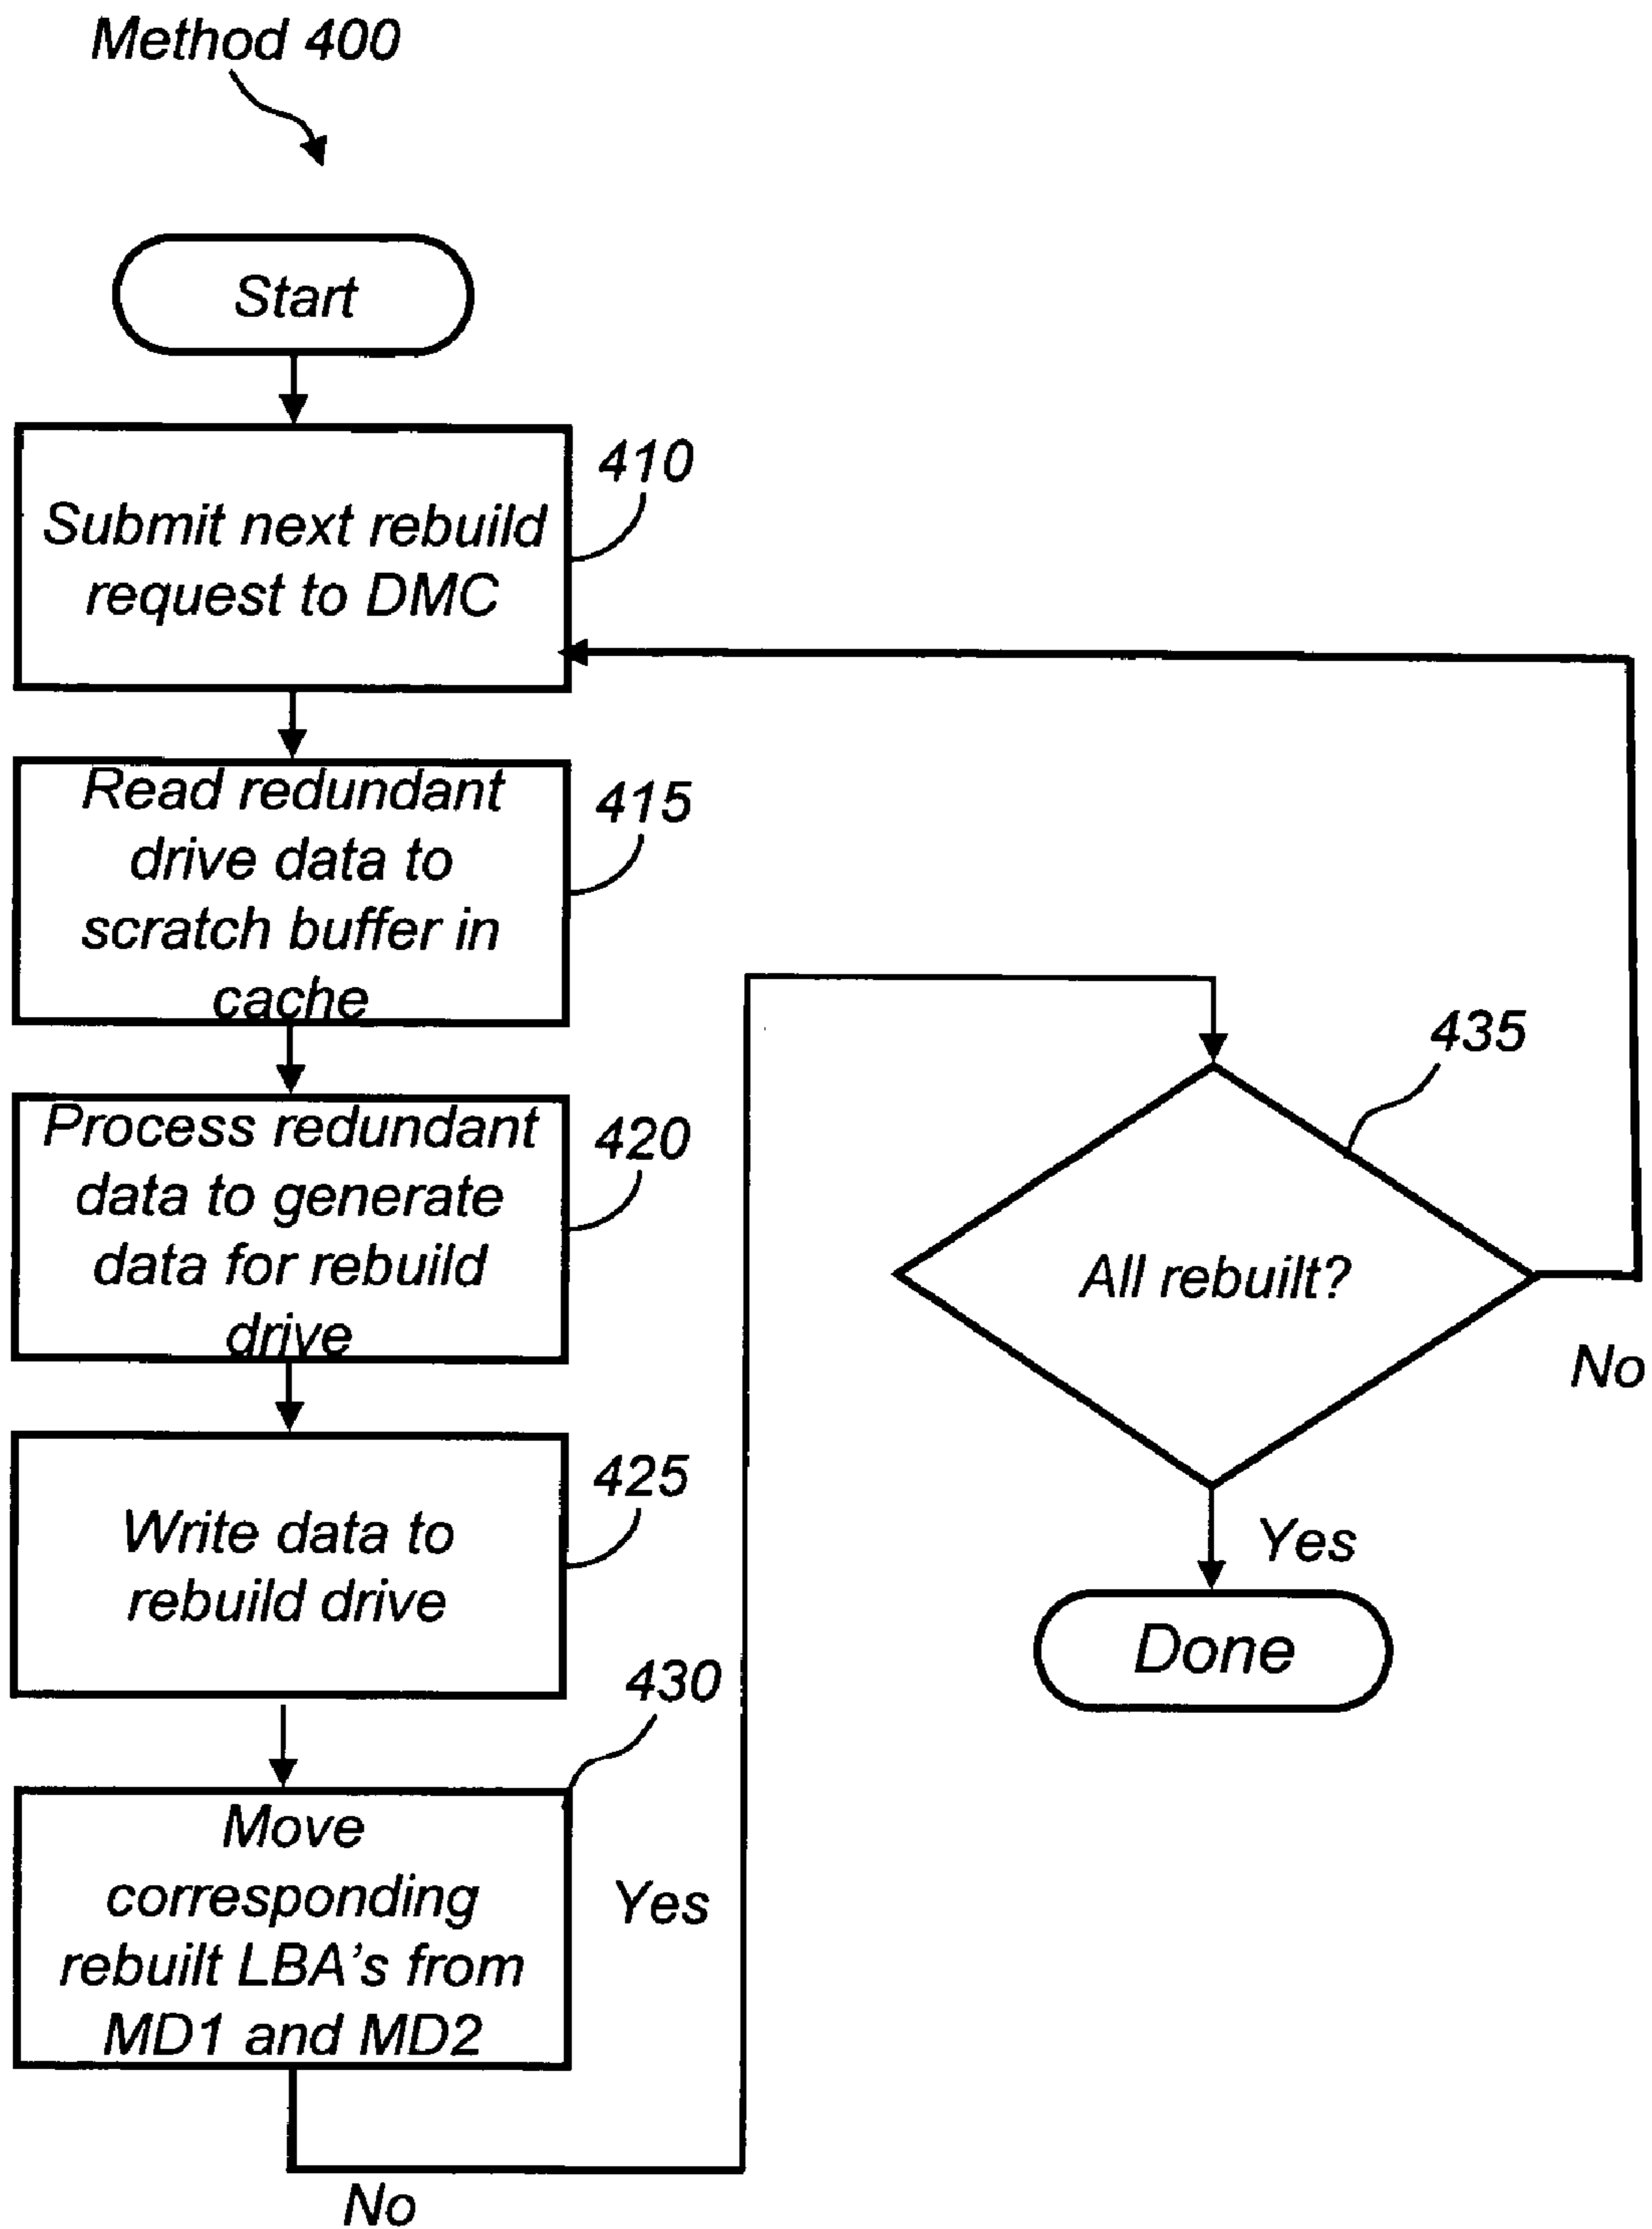 Method 400
Start
410
Submit next rebuild
request to DMC
415
Read redundant
drive data to
scratch buffer in
cache
420
Process redundant
data to generate
data for rebuild
drive
425
Write data to
rebuild drive
430
Move
corresponding
rebuilt LBA's from
MD1 and MD2
Yes
No
435
All rebuilt?
No
Yes
Done